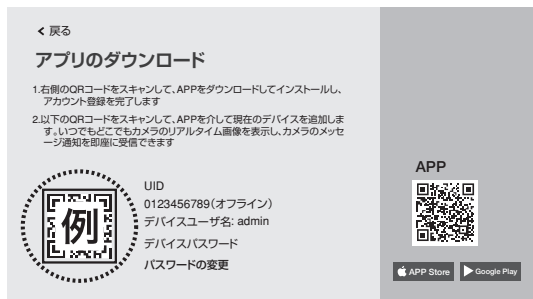 戻る
アプリのダウンロード
1.右側のQRコードをスキャンして、APPをダウンロードしてインストールし、
アカウント登録を完了します
2.以下のQRコードをスキャンして、APPを介して現在のデバイスを追加しま
す。いつでもどこでもカメラのリアルタイム画像を表示し、カメラのメッセ
ージ通知を即座に受信できます
例
UID
0123456789(オフライン)
デバイスユーザ名: admin
デバイスパスワード
パスワードの変更
APP
APP Store
Google Play